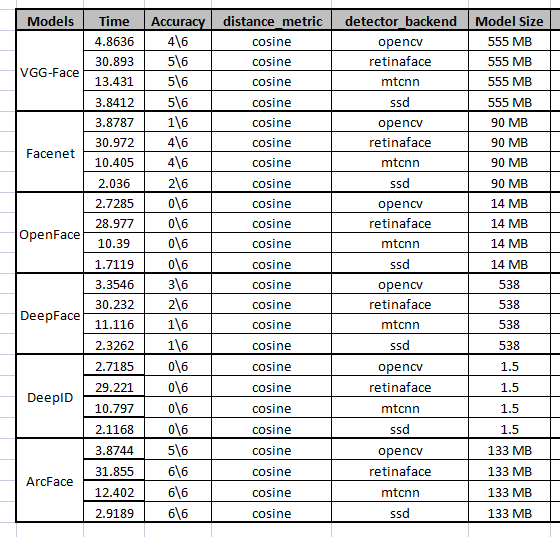 Models Time Accuracy distance_metric detector_backend Model Size
VGG-Face 4.8636 4\6 cosine opencv 555 MB
30.893 5\6 cosine retinaface 555 MB
13.431 5\6 cosine mtcnn 555 MB
3.8412 5\6 cosine ssd 555 MB
Facenet 3.8787 1\6 cosine opencv 90 MB
30.972 4\6 cosine retinaface 90 MB
10.405 4\6 cosine mtcnn 90 MB
2.036 2\6 cosine ssd 90 MB
OpenFace 2.7285 0\6 cosine opencv 14 MB
28.977 0\6 cosine retinaface 14 MB
10.39 0\6 cosine mtcnn 14 MB
1.7119 0\6 cosine ssd 14 MB
DeepFace 3.3546 3\6 cosine opencv 538
30.232 2\6 cosine retinaface 538
11.116 1\6 cosine mtcnn 538
2.3262 1\6 cosine ssd 538
DeepID 2.7185 0\6 cosine opencv 1.5
29.221 0\6 cosine retinaface 1.5
10.797 0\6 cosine mtcnn 1.5
2.1168 0\6 cosine ssd 1.5
ArcFace 3.8744 5\6 cosine opencv 133 MB
31.855 6\6 cosine retinaface 133 MB
12.402 6\6 cosine mtcnn 133 MB
2.9189 6\6 cosine ssd 133 MB